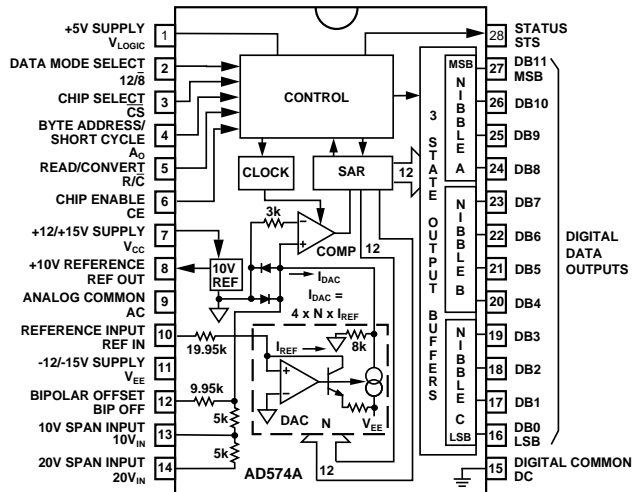 +5V SUPPLY
VLOGIC
1
DATA MODE SELECT
12/8̅
2
CHIP SELECT
C̅S̅
3
BYTE ADDRESS/
SHORT CYCLE
AO
4
READ/CONVERT
R/C̅
5
CHIP ENABLE
CE
6
+12/+15V SUPPLY
VCC
7
+10V REFERENCE
REF OUT
8
ANALOG COMMON
AC
9
REFERENCE INPUT
REF IN
10
-12/-15V SUPPLY
VEE
11
BIPOLAR OFFSET
BIP OFF
12
10V SPAN INPUT
10VIN
13
20V SPAN INPUT
20VIN
14
CONTROL
CLOCK
SAR
12
3k
COMP
12
10V
REF
IDAC
IDAC =
4 x N x IREF
19.95k
IREF
8k
9.95k
5k
5k
DAC
N
VEE
12
AD574A
3 STATE OUTPUT BUFFERS
MSB
NIBBLE A
NIBBLE B
NIBBLE C
LSB
28
STATUS
STS
27
DB11
MSB
26
DB10
25
DB9
24
DB8
23
DB7
22
DB6
21
DB5
20
DB4
19
DB3
18
DB2
17
DB1
16
DB0
LSB
15
DIGITAL COMMON
DC
DIGITAL
DATA
OUTPUTS